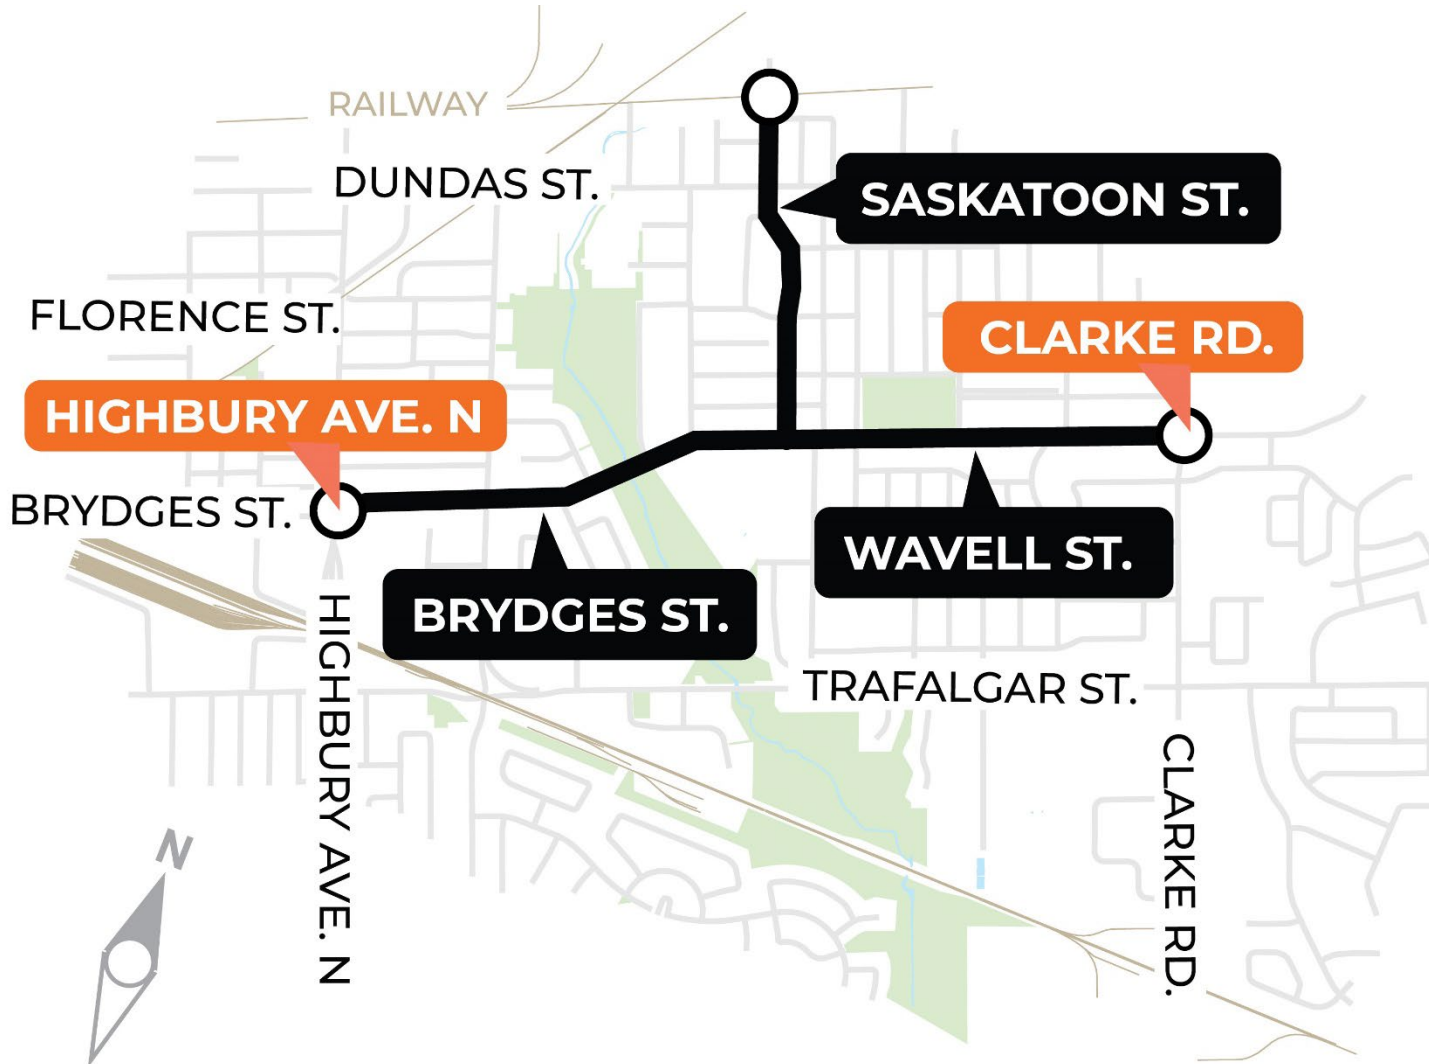 RAILWAY
DUNDAS ST.
SASKATOON ST.
FLORENCE ST.
CLARKE RD.
HIGHBURY AVE. N
BRYDGES ST.
WAVELL ST.
BRYDGES ST.
HIGHBURY AVE. N
TRAFALGAR ST.
CLARKE RD.
N